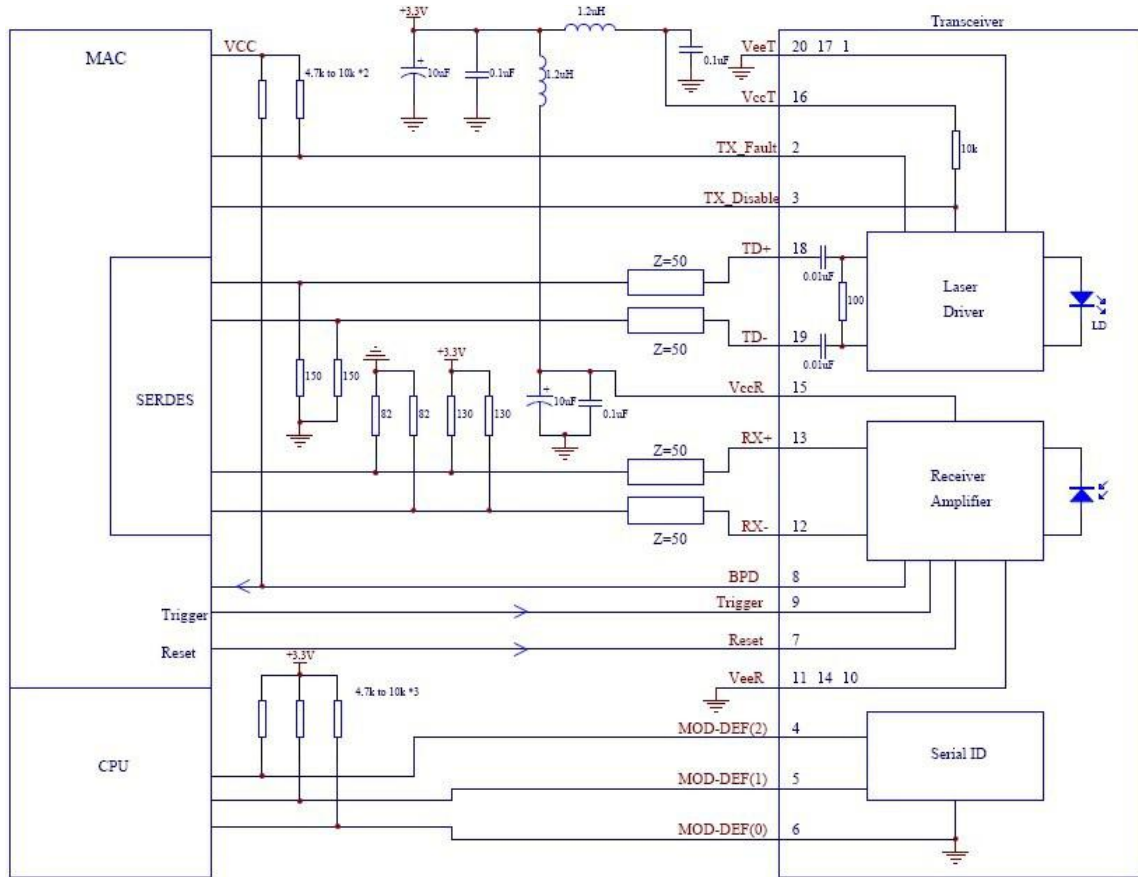 +3.3V
1.2uH
Transceiver
MAC
VCC
4.7k to 10k *2
10uF
0.1uF
1.2uH
0.1uF
VeeT
20 17 1
VccT
16
10k
TX_Fault
2
TX_Disable
3
Z=50
TD+
18
0.01uF
100
Laser
Driver
LD
Z=50
TD-
19
0.01uF
SERDES
150
150
+3.3V
82
82
130
130
10uF
0.1uF
VccR
15
Z=50
RX+
13
Receiver
Amplifier
Z=50
RX-
12
BPD
8
Trigger
Trigger
9
Reset
Reset
7
+3.3V
4.7k to 10k *3
VeeR
11 14 10
CPU
MOD-DEF(2)
4
Serial ID
MOD-DEF(1)
5
MOD-DEF(0)
6